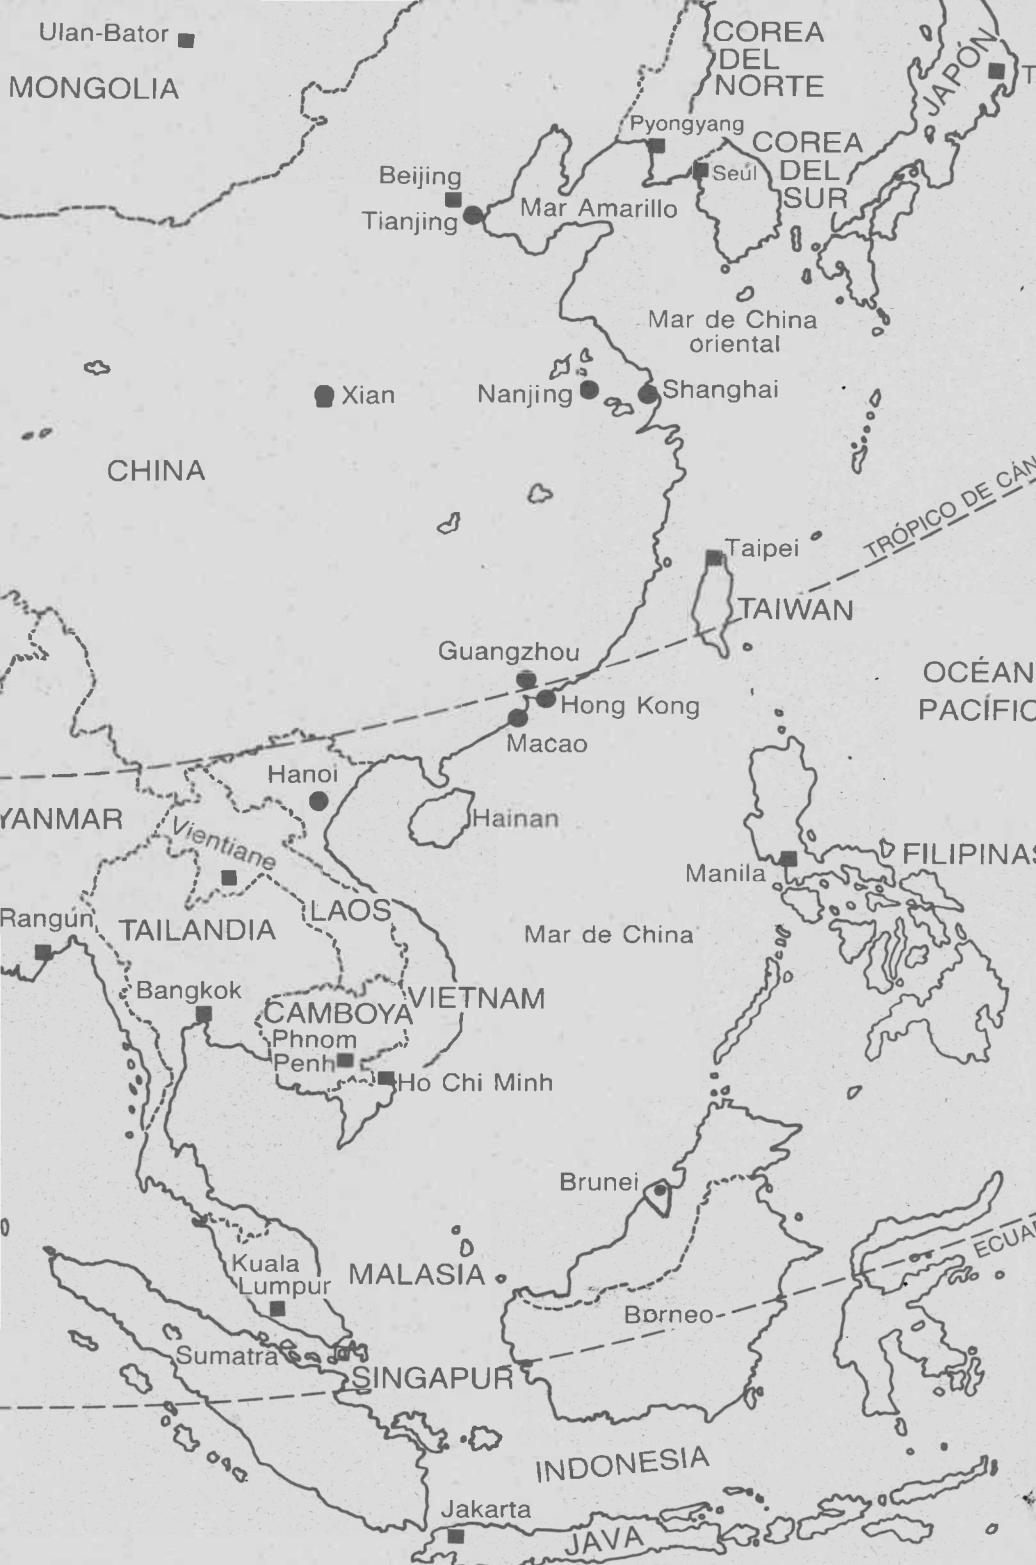 Ulan-Bator
MONGOLIA
COREA
DEL
NORTE
JAPÓN
T
Pyongyang
COREA
DEL
SUR
Seúl
Beijing
Tianjing
Mar Amarillo
Mar de China
oriental
Xian
Nanjing
Shanghai
CHINA
TRÓPICO DE CÁN
Taipei
TAIWAN
Guangzhou
Hong Kong
Macao
OCÉAN
PACÍFIC
Hanoi
Hainan
YANMAR
Vientiane
Manila
FILIPINAS
Rangún
TAILANDIA
LAOS
Mar de China
Bangkok
CAMBOYA
VIETNAM
Phnom
Penh
Ho Chi Minh
Brunei
ECUA
Kuala
Lumpur
MALASIA
Borneo
Sumatra
SINGAPUR
INDONESIA
Jakarta
JAVA